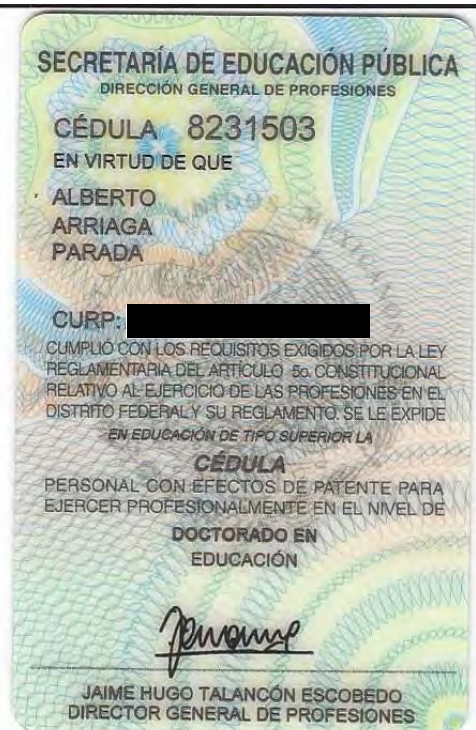 SECRETARÍA DE EDUCACIÓN PÚBLICA
DIRECCIÓN GENERAL DE PROFESIONES
CÉDULA 8231503
EN VIRTUD DE QUE
ALBERTO
ARRIAGA
PARADA
CURP:
CUMPLIÓ CON LOS REQUISITOS EXIGIDOS POR LA LEY
REGLAMENTARIA DEL ARTÍCULO 5o. CONSTITUCIONAL
RELATIVO AL EJERCICIO DE LAS PROFESIONES EN EL
DISTRITO FEDERAL Y SU REGLAMENTO, SE LE EXPIDE
EN EDUCACIÓN DE TIPO SUPERIOR LA
CÉDULA
PERSONAL CON EFECTOS DE PATENTE PARA
EJERCER PROFESIONALMENTE EN EL NIVEL DE
DOCTORADO EN
EDUCACIÓN
JAIME HUGO TALANCÓN ESCOBEDO
DIRECTOR GENERAL DE PROFESIONES